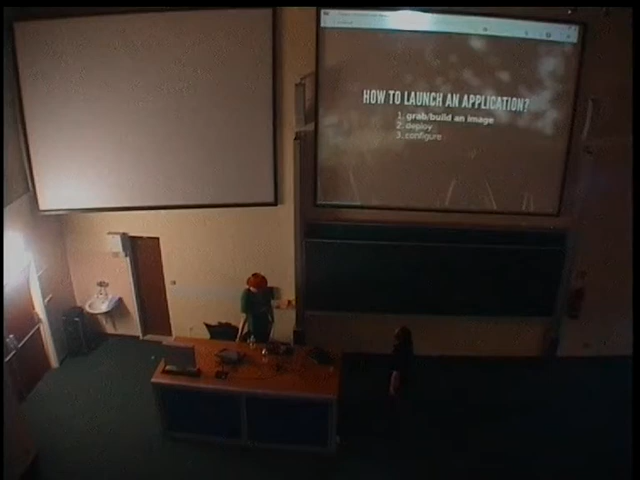 HOW TO LAUNCH AN APPLICATION?
1. grab/build an image
2. deploy
3. configure